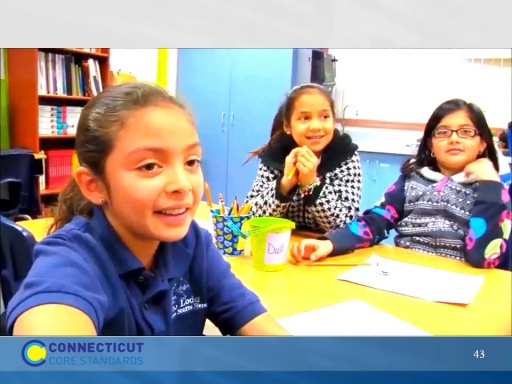 Dull
CONNECTICUT
CORE STANDARDS
43